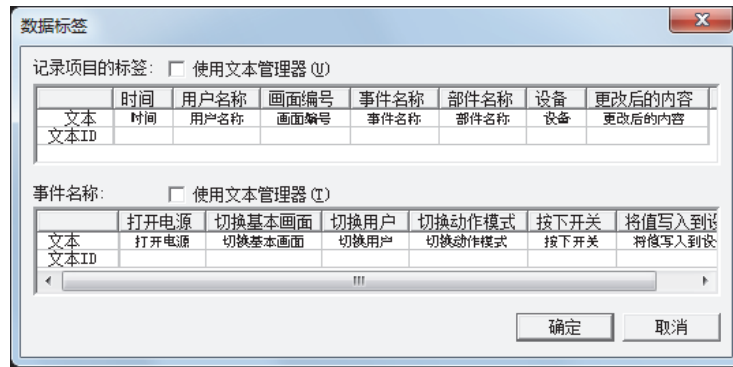 数据标签
记录项目的标签: 使用文本管理器(U)
时间 用户名称 画面编号 事件名称 部件名称 设备 更改后的内容
文本 时间 用户名称 画面编号 事件名称 部件名称 设备 更改后的内容
文本ID
事件名称: 使用文本管理器(T)
打开电源 切换基本画面 切换用户 切换动作模式 按下开关 将值写入到设
文本 打开电源 切换基本画面 切换用户 切换动作模式 按下开关 将值写入到设
文本ID
确定 取消